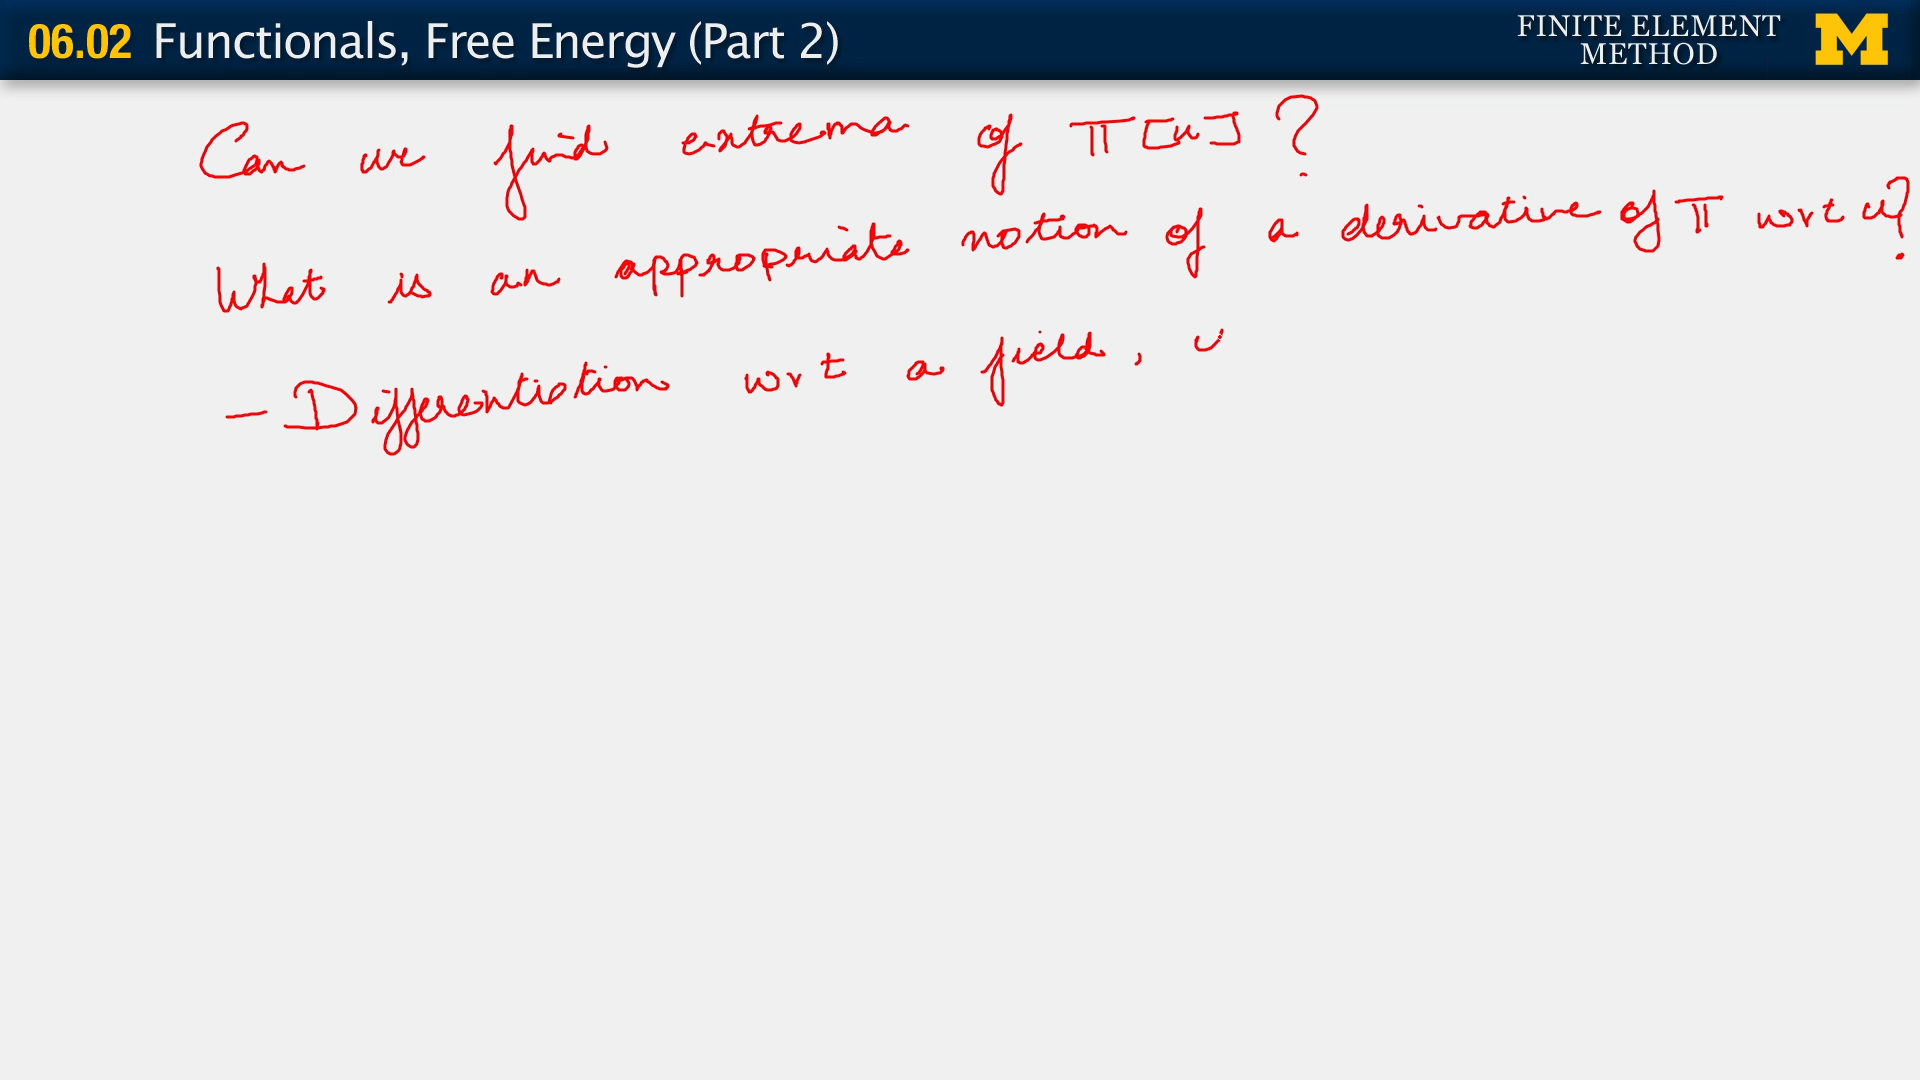 06.02 Functionals, Free Energy (Part 2)
FINITE ELEMENT
METHOD
M
Can we find extrema of Π[u]?
What is an appropriate notion of a derivative of Π wrt u?
- Differentiation wrt a field, u